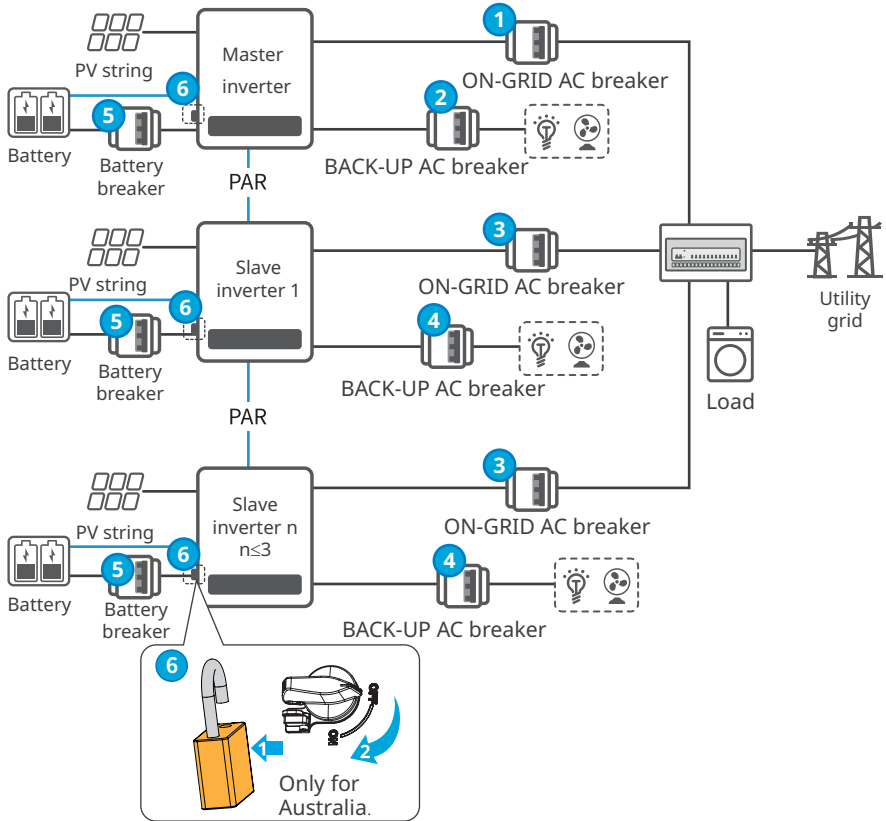 1
PV string
Master
inverter
ON-GRID AC breaker
6
2
5
Battery
Battery
breaker
BACK-UP AC breaker
PAR
3
PV string
Slave
inverter 1
ON-GRID AC breaker
6
4
5
Battery
Battery
breaker
BACK-UP AC breaker
Utility
grid
Load
PAR
3
PV string
Slave
inverter n
n≤3
ON-GRID AC breaker
6
4
5
Battery
Battery
breaker
BACK-UP AC breaker
6
OFF
ON
1
2
Only for
Australia.